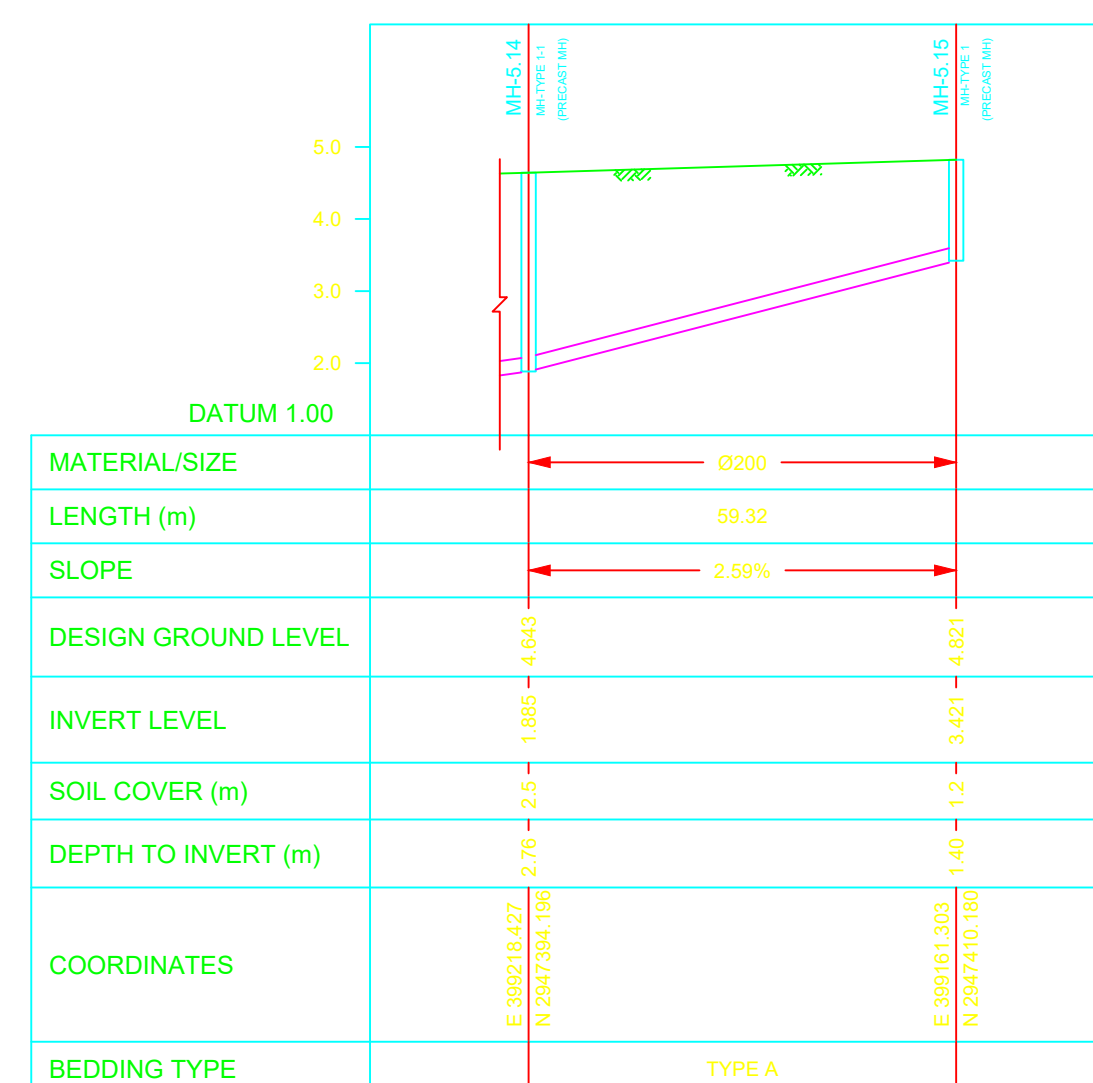 MH-5.14
MH-TYPE 1-1
(PRECAST MH)
MH-5.15
MH-TYPE 1
(PRECAST MH)
5.0
4.0
3.0
2.0
DATUM 1.00
MATERIAL/SIZE Ø200
LENGTH (m) 59.32
SLOPE 2.59%
DESIGN GROUND LEVEL 4.643 4.821
INVERT LEVEL 1.885 3.421
SOIL COVER (m) 2.5 1.2
DEPTH TO INVERT (m) 2.76 1.40
COORDINATES
E 399218.427
N 2947394.196
E 399161.303
N 2947410.180
BEDDING TYPE TYPE A